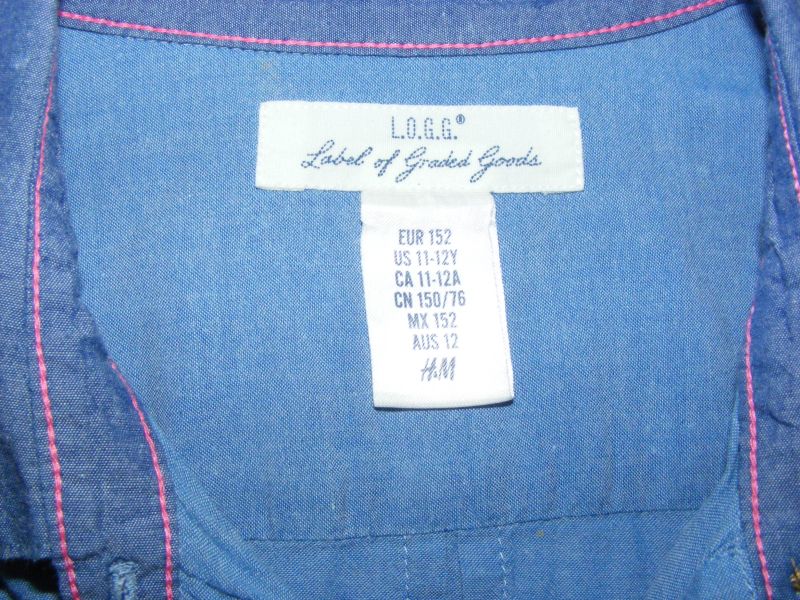 L.O.G.G.®
Label of Graded Goods
EUR 152
US 11-12Y
CA 11-12A
CN 150/76
MX 152
AUS 12
H&M